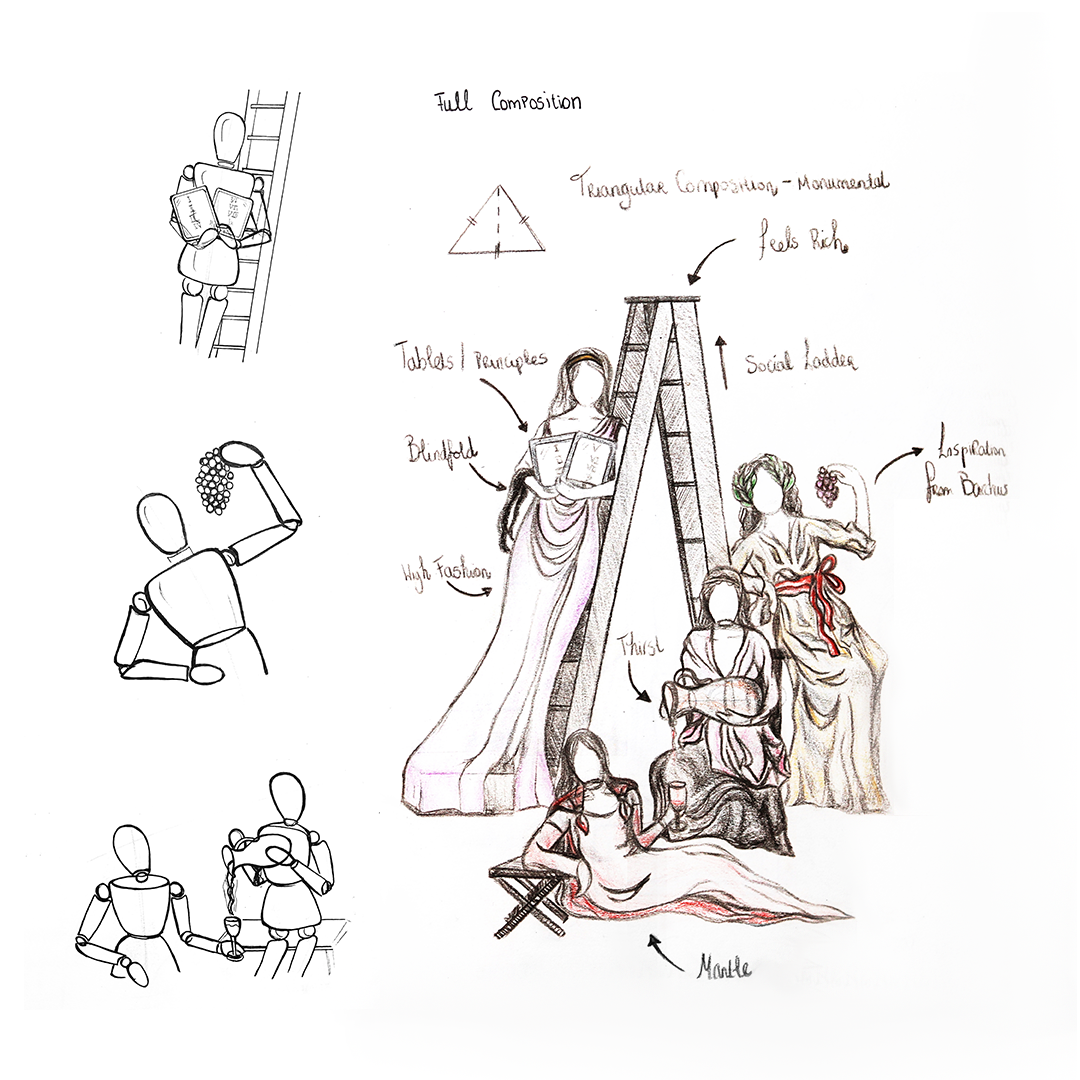 Full Composition
Triangular Composition - Monumental
Feels Rich
Tablets / Principles
Social Ladder
Blindfold
Inspiration
from Bacchus
High Fashion
Thirst
Mantle